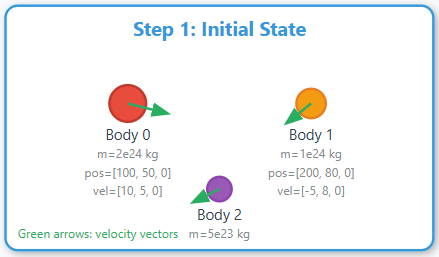 Step 1: Initial State
Body 0
m=2e24 kg
pos=[100, 50, 0]
vel=[10, 5, 0]
Body 1
m=1e24 kg
pos=[200, 80, 0]
vel=[-5, 8, 0]
Body 2
m=5e23 kg
Green arrows: velocity vectors